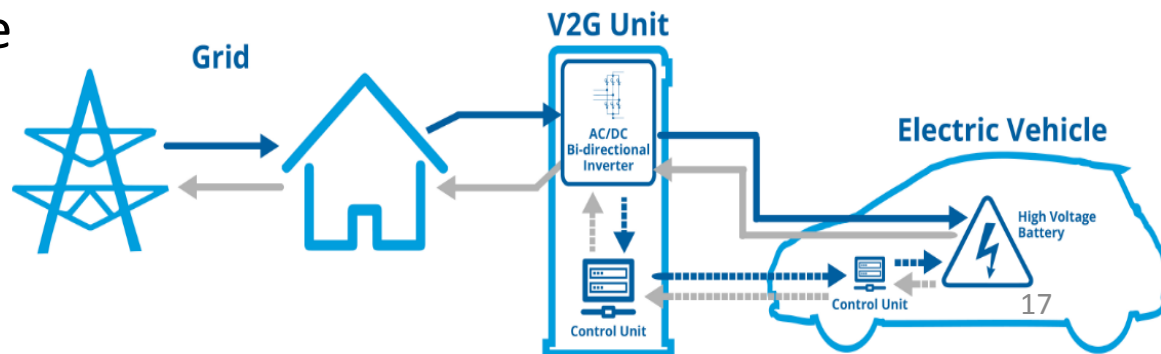 e
Grid
V2G Unit
AC/DC
Bi-directional
Inverter
Control Unit
Electric Vehicle
High Voltage
Battery
Control Unit
17